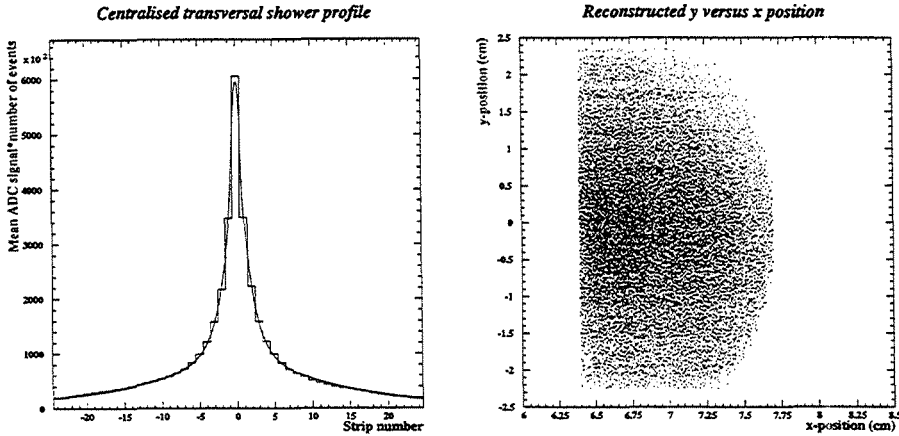 Centralised transversal shower profile
Mean ADC signal*number of events
x 10²
6000
5000
4000
3000
2000
1000
0
-20 -15 -10 -5 0 5 10 15 20
Strip number
Reconstructed y versus x position
y-position (cm)
2.5
2
1.5
1
0.5
0
-0.5
-1
-1.5
-2
-2.5
6 6.25 6.5 6.75 7 7.25 7.5 7.75 8 8.25 8.5
x-position (cm)